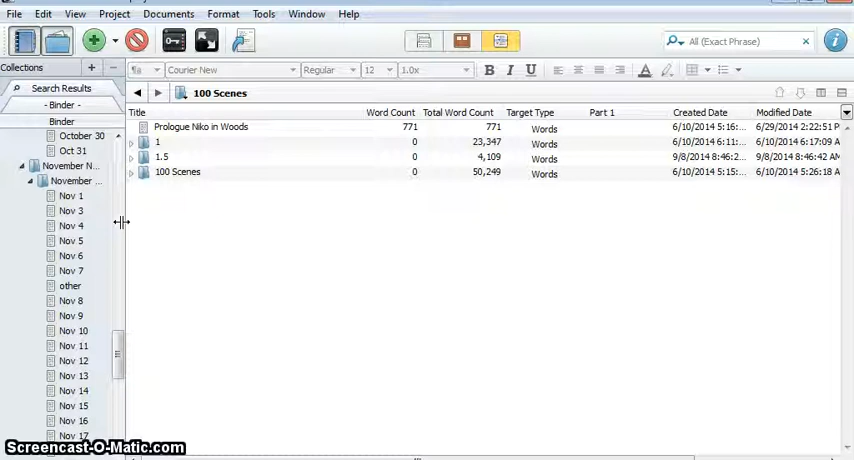 File Edit View Project Documents Format Tools Window Help
All (Exact Phrase)
Collections
Courier New Regular 12 1.0x B I U A
Search Results
- Binder -
Binder
100 Scenes
Title Word Count Total Word Count Target Type Part 1 Created Date Modified Date
Prologue Niko in Woods 771 771 Words 6/10/2014 5:16:... 6/29/2014 2:22:51 P
1 0 23,347 Words 6/10/2014 6:11:... 6/10/2014 6:17:09 A
1.5 0 4,109 Words 9/8/2014 8:46:2... 9/8/2014 8:46:42 AM
100 Scenes 0 50,249 Words 6/10/2014 5:15:... 6/10/2014 5:26:18 A
October 30
Oct 31
November N...
November ...
Nov 1
Nov 3
Nov 4
Nov 5
Nov 6
Nov 7
other
Nov 8
Nov 9
Nov 10
Nov 11
Nov 12
Nov 13
Nov 14
Nov 15
Nov 16
Nov 17
Screencast-O-Matic.com